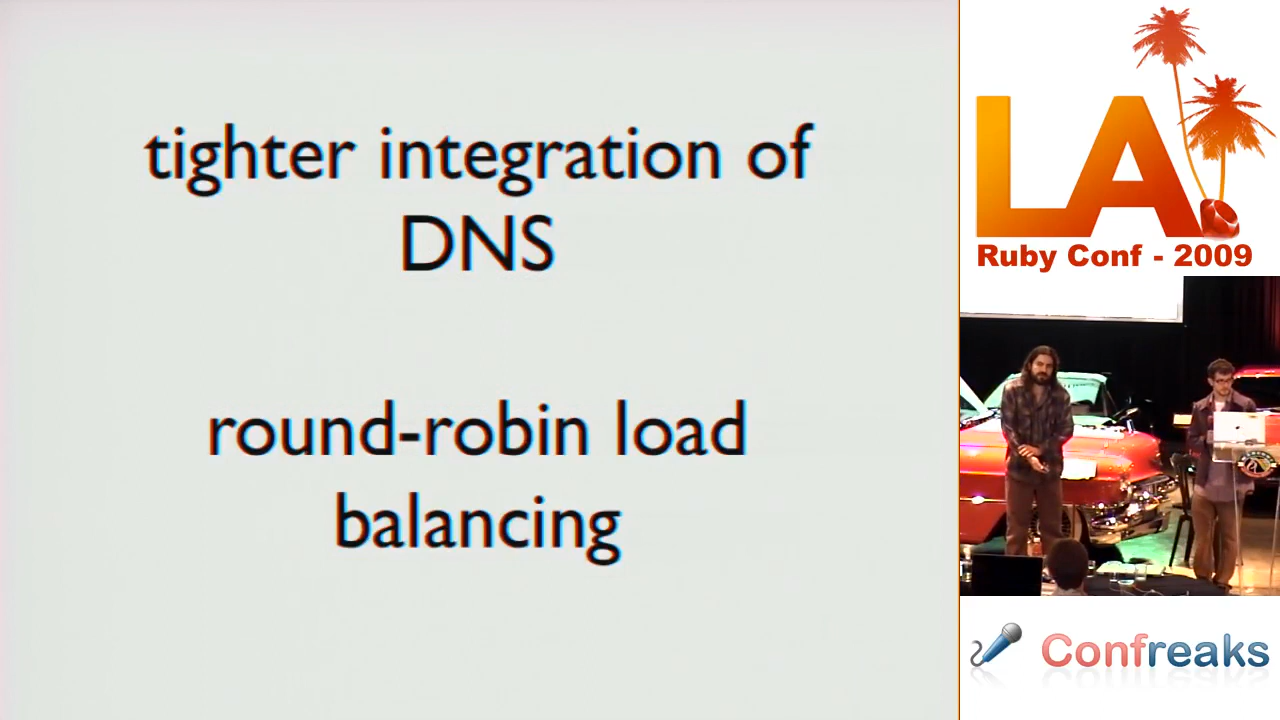 tighter integration of
DNS
round-robin load
balancing
LA
Ruby Conf - 2009
Confreaks